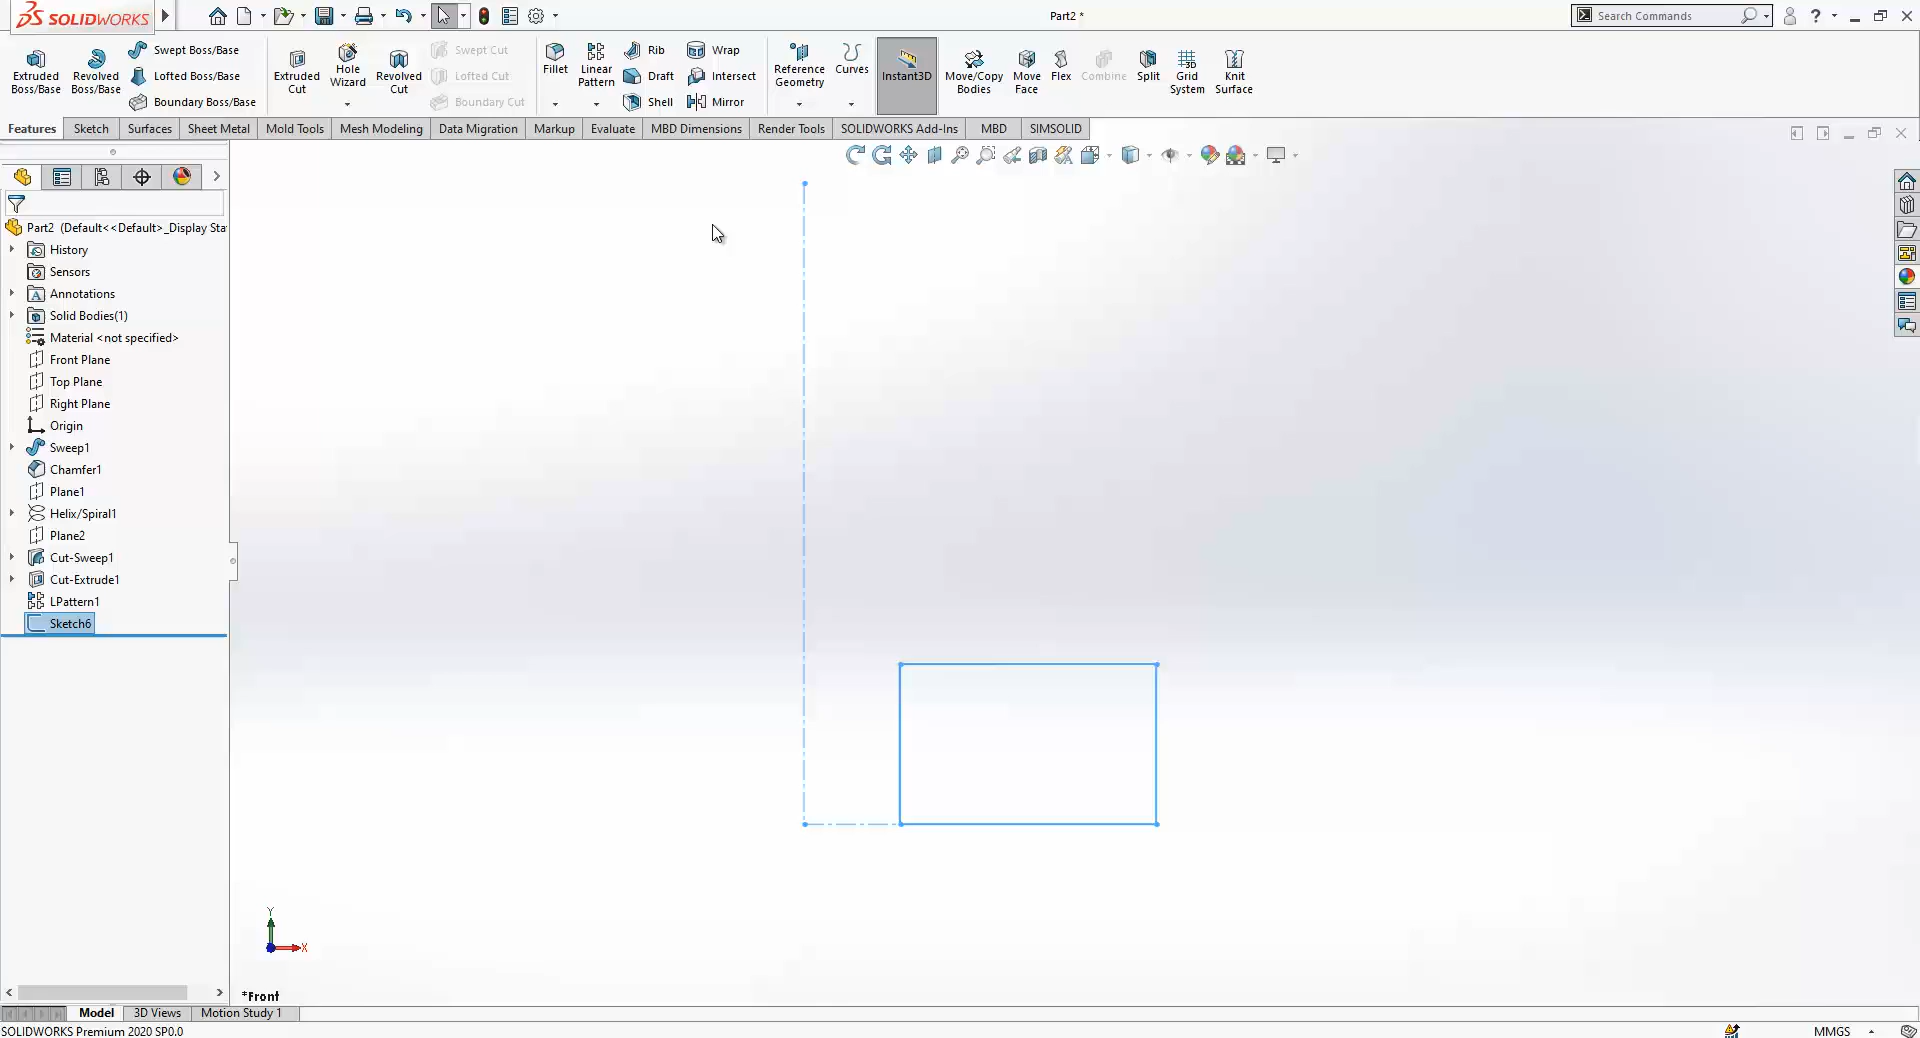 SOLIDWORKS
Part2 *
Search Commands
Extruded Boss/Base
Revolved Boss/Base
Swept Boss/Base
Lofted Boss/Base
Boundary Boss/Base
Extruded Cut
Hole Wizard
Revolved Cut
Swept Cut
Lofted Cut
Boundary Cut
Fillet
Linear Pattern
Rib
Draft
Shell
Wrap
Intersect
Mirror
Reference Geometry
Curves
Instant3D
Move/Copy Bodies
Move Face
Flex
Combine
Split
Grid System
Knit Surface
Features
Sketch
Surfaces
Sheet Metal
Mold Tools
Mesh Modeling
Data Migration
Markup
Evaluate
MBD Dimensions
Render Tools
SOLIDWORKS Add-Ins
MBD
SIMSOLID
Part2 (Default<<Default>_Display Sta
History
Sensors
Annotations
Solid Bodies(1)
Material <not specified>
Front Plane
Top Plane
Right Plane
Origin
Sweep1
Chamfer1
Plane1
Helix/Spiral1
Plane2
Cut-Sweep1
Cut-Extrude1
LPattern1
Sketch6
Y
X
*Front
Model
3D Views
Motion Study 1
SOLIDWORKS Premium 2020 SP0.0
MMGS